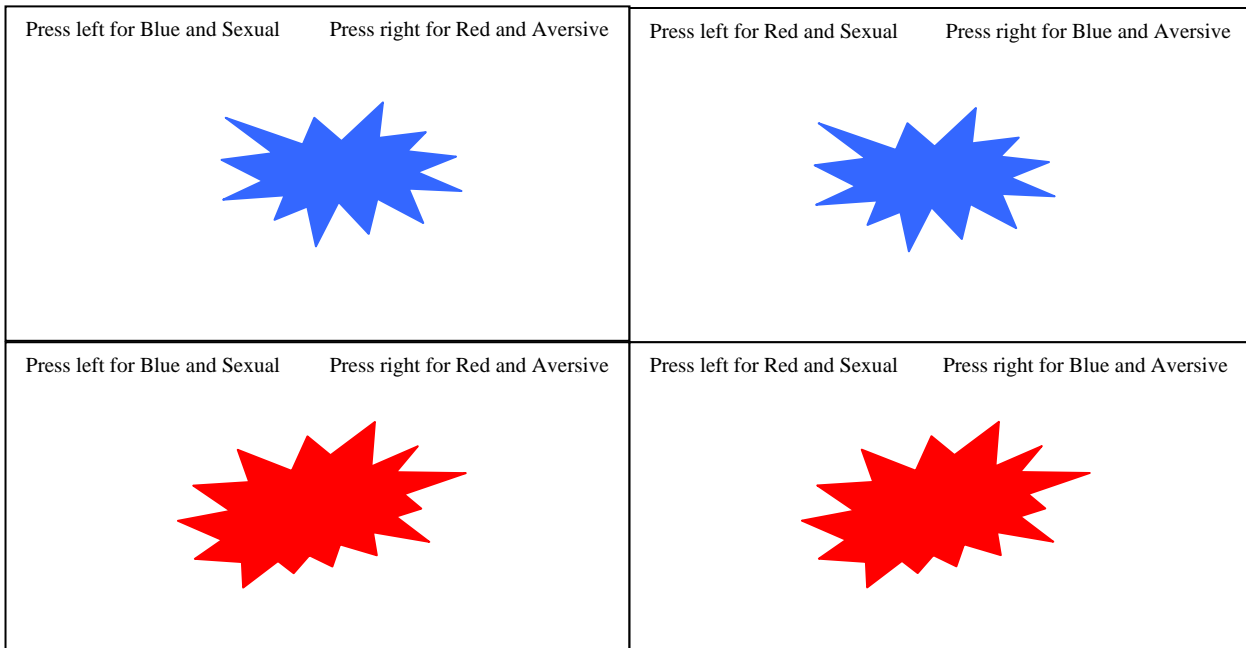 Press left for Blue and Sexual Press right for Red and Aversive
Press left for Red and Sexual Press right for Blue and Aversive
Press left for Blue and Sexual Press right for Red and Aversive
Press left for Red and Sexual Press right for Blue and Aversive